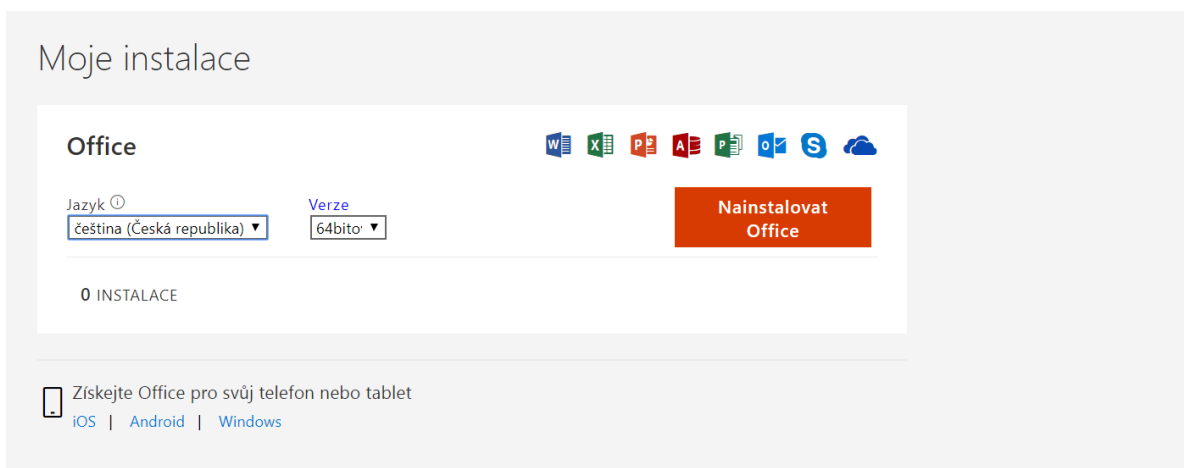 Moje instalace
Office
Jazyk
Verze
čeština (Česká republika)
64bito
Nainstalovat
Office
0 INSTALACE
Získejte Office pro svůj telefon nebo tablet
iOS | Android | Windows